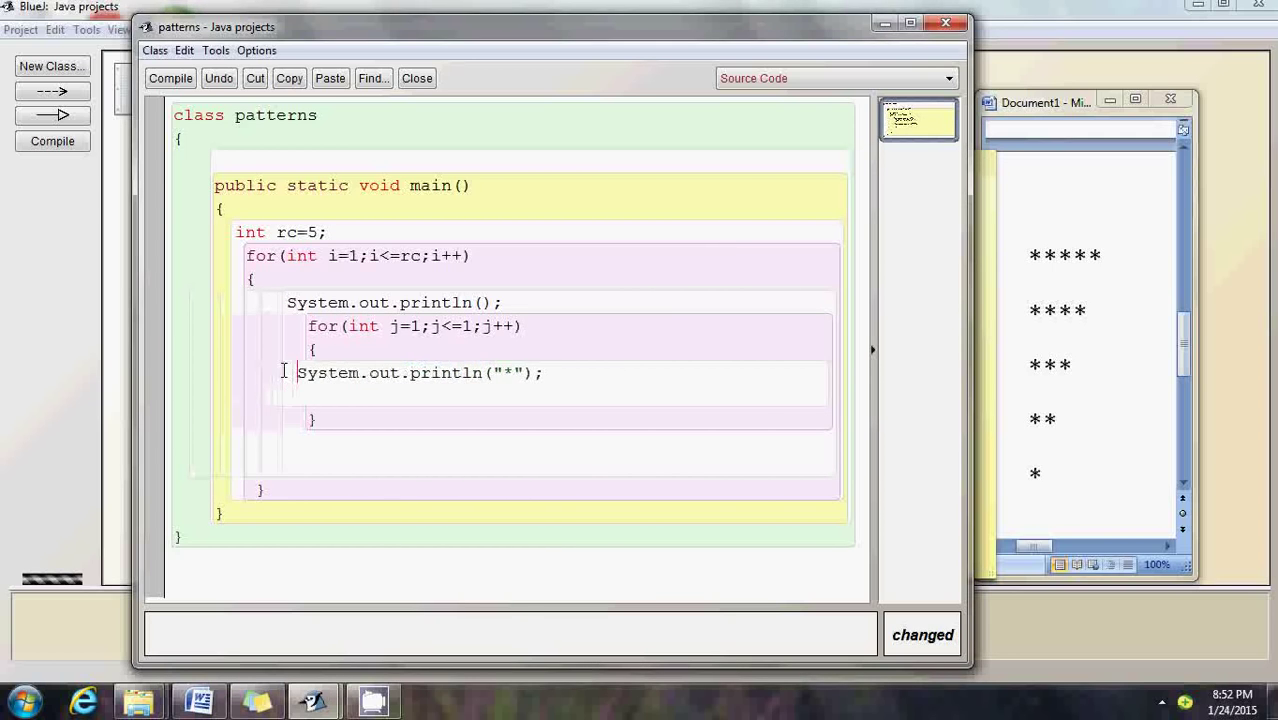 BlueJ: Java projects
Project Edit Tools View
New Class...
Compile
patterns - Java projects
Class Edit Tools Options
Compile Undo Cut Copy Paste Find... Close Source Code
class patterns
{
public static void main()
{
int rc=5;
for(int i=1;i<=rc;i++)
{
System.out.println();
for(int j=1;j<=1;j++)
{
System.out.println("*");
}
}
}
}
changed
Document1 - Mi...
*****
****
***
**
*
100%
8:52 PM
1/24/2015